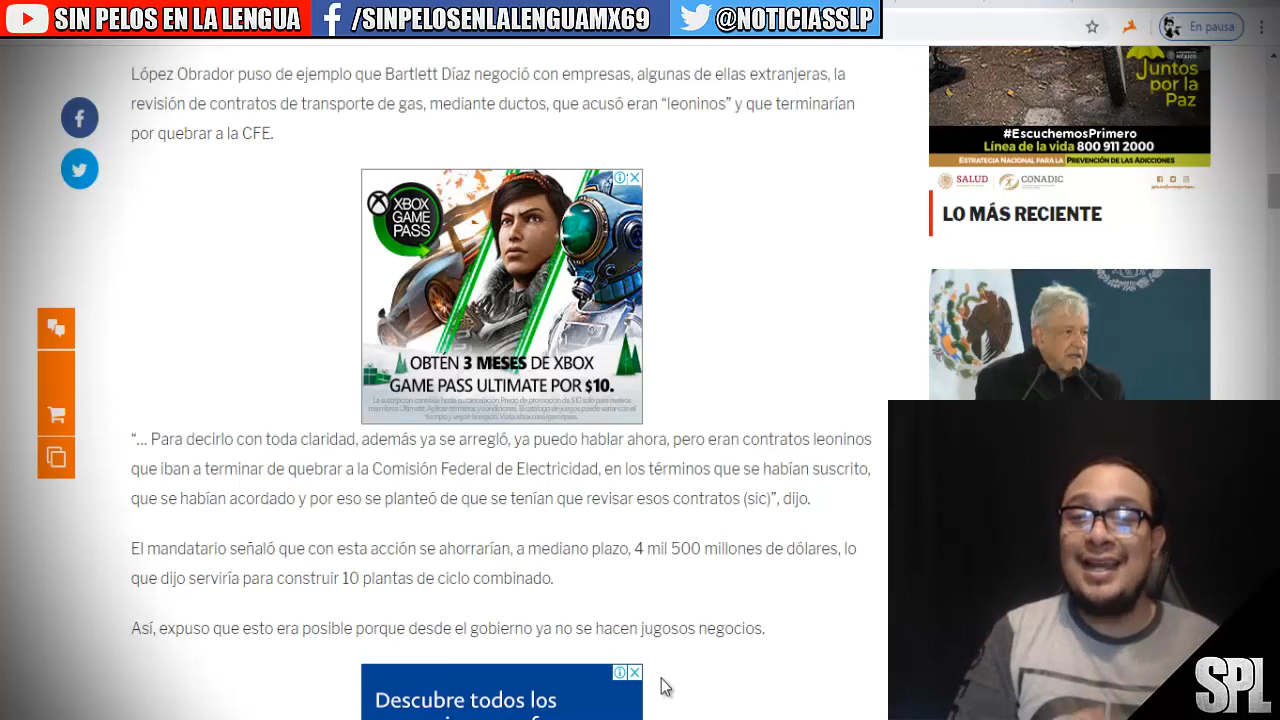 SIN PELOS EN LA LENGUA
/SINPELOSENLALENGUAMX69
@NOTICIASSLP
En pausa
López Obrador puso de ejemplo que Bartlett Díaz negoció con empresas, algunas de ellas extranjeras, la
revisión de contratos de transporte de gas, mediante ductos, que acusó eran “leoninos” y que terminarían
por quebrar a la CFE.
XBOX
GAME
PASS
OBTÉN 3 MESES DE XBOX
GAME PASS ULTIMATE POR $10.
“... Para decirlo con toda claridad, además ya se arregló, ya puedo hablar ahora, pero eran contratos leoninos
que iban a terminar de quebrar a la Comisión Federal de Electricidad, en los términos que se habían suscrito,
que se habían acordado y por eso se planteó de que se tenían que revisar esos contratos (sic)”, dijo.
El mandatario señaló que con esta acción se ahorrarían, a mediano plazo, 4 mil 500 millones de dólares, lo
que dijo serviría para construir 10 plantas de ciclo combinado.
Así, expuso que esto era posible porque desde el gobierno ya no se hacen jugosos negocios.
Descubre todos los
Juntos
por la
Paz
#EscuchemosPrimero
Línea de la vida 800 911 2000
ESTRATEGIA NACIONAL PARA LA PREVENCIÓN DE LAS ADICCIONES
SALUD
CONADIC
LO MÁS RECIENTE
SPL